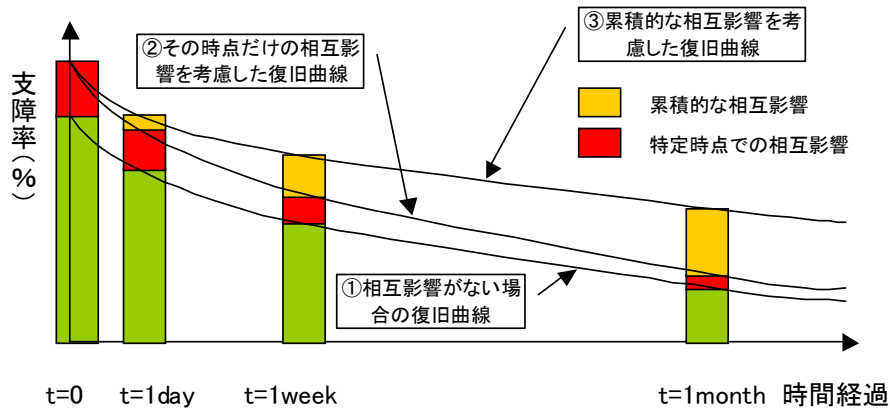 ②その時点だけの相互影
響を考慮した復旧曲線
③累積的な相互影響を考
慮した復旧曲線
支障率(%)
累積的な相互影響
特定時点での相互影響
①相互影響がない場
合の復旧曲線
t=0 t=1day t=1week t=1month 時間経過